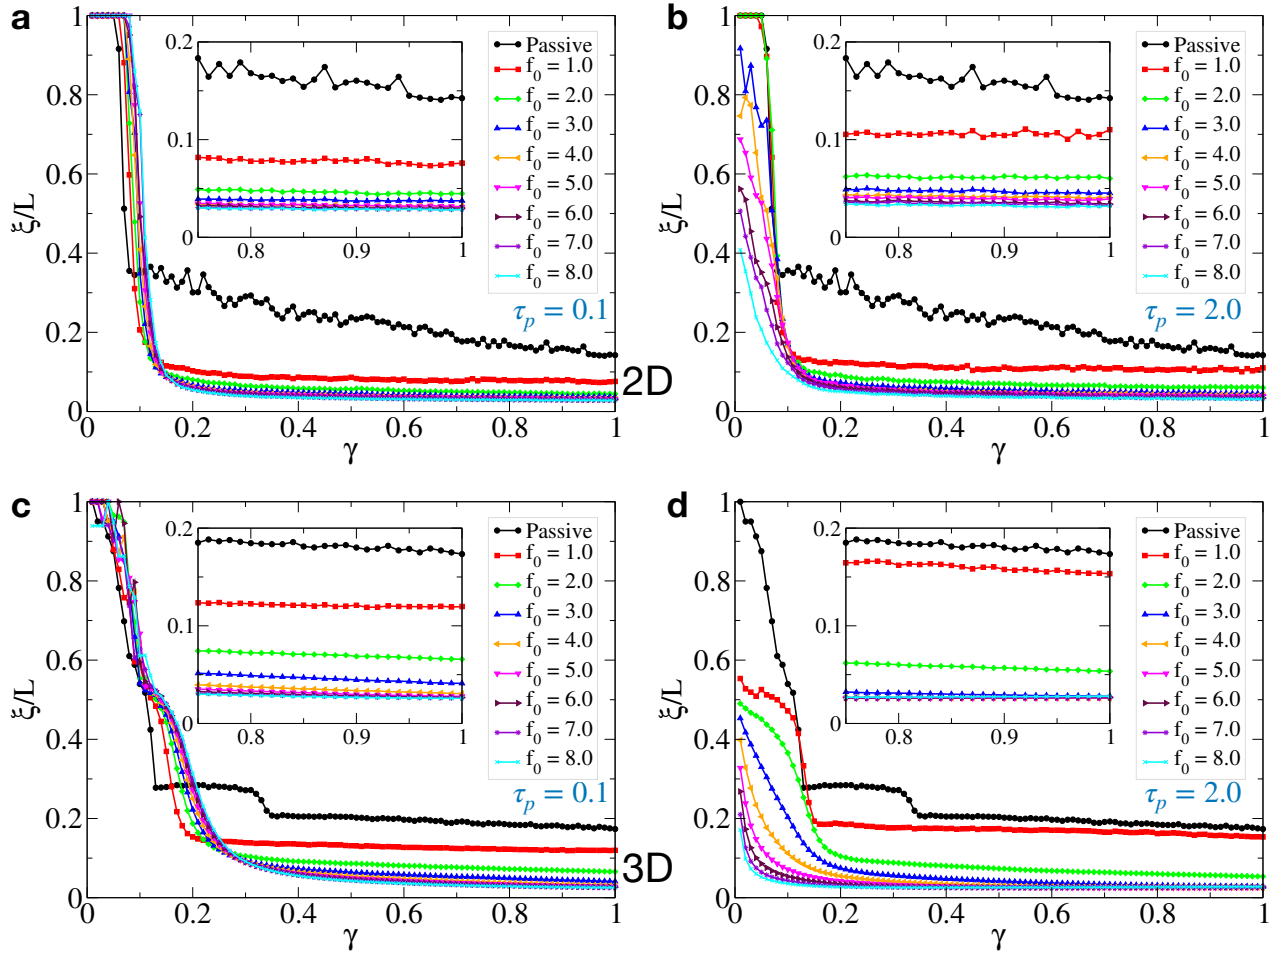 a
1
0.8
0.6
0.4
0.2
0
ξ/L
0 0.2 0.4 0.6 0.8 1
γ
0.2
0.1
0
0.8 0.9 1
Passive
f0 = 1.0
f0 = 2.0
f0 = 3.0
f0 = 4.0
f0 = 5.0
f0 = 6.0
f0 = 7.0
f0 = 8.0
τp = 0.1
2D
b
1
0.8
0.6
0.4
0.2
0
ξ/L
0 0.2 0.4 0.6 0.8 1
γ
0.2
0.1
0
0.8 0.9 1
Passive
f0 = 1.0
f0 = 2.0
f0 = 3.0
f0 = 4.0
f0 = 5.0
f0 = 6.0
f0 = 7.0
f0 = 8.0
τp = 2.0
c
1
0.8
0.6
0.4
0.2
0
ξ/L
0 0.2 0.4 0.6 0.8 1
γ
0.2
0.1
0
0.8 0.9 1
Passive
f0 = 1.0
f0 = 2.0
f0 = 3.0
f0 = 4.0
f0 = 5.0
f0 = 6.0
f0 = 7.0
f0 = 8.0
τp = 0.1
3D
d
1
0.8
0.6
0.4
0.2
0
ξ/L
0 0.2 0.4 0.6 0.8 1
γ
0.2
0.1
0
0.8 0.9 1
Passive
f0 = 1.0
f0 = 2.0
f0 = 3.0
f0 = 4.0
f0 = 5.0
f0 = 6.0
f0 = 7.0
f0 = 8.0
τp = 2.0